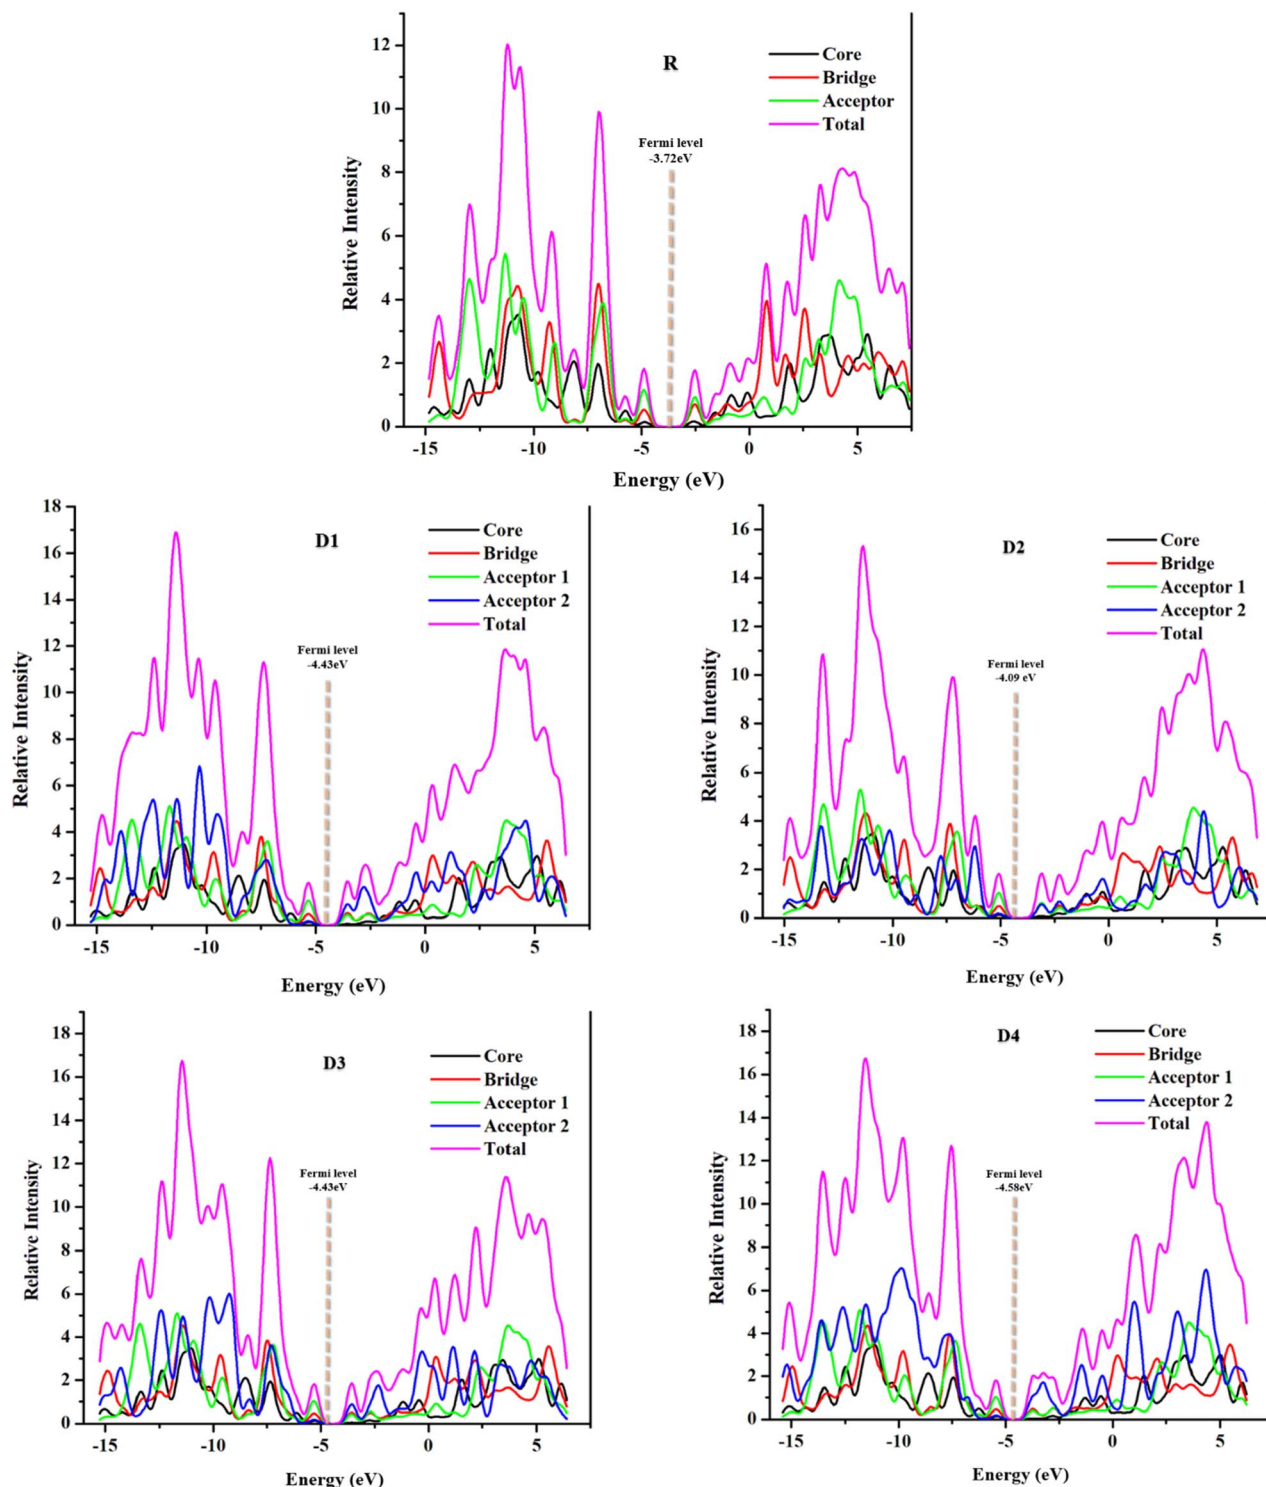 R
Core
Bridge
Acceptor
Total
Fermi level
-3.72eV
12
10
8
6
4
2
0
Relative Intensity
-15 -10 -5 0 5
Energy (eV)
D1
Core
Bridge
Acceptor 1
Acceptor 2
Total
Fermi level
-4.43eV
18
16
14
12
10
8
6
4
2
0
Relative Intensity
-15 -10 -5 0 5
Energy (eV)
D2
Core
Bridge
Acceptor 1
Acceptor 2
Total
Fermi level
-4.09 eV
16
14
12
10
8
6
4
2
0
Relative Intensity
-15 -10 -5 0 5
Energy (eV)
D3
Core
Bridge
Acceptor 1
Acceptor 2
Total
Fermi level
-4.43eV
18
16
14
12
10
8
6
4
2
0
Relative Intensity
-15 -10 -5 0 5
Energy (eV)
D4
Core
Bridge
Acceptor 1
Acceptor 2
Total
Fermi level
-4.58eV
18
16
14
12
10
8
6
4
2
0
Relative Intensity
-15 -10 -5 0 5
Energy (eV)